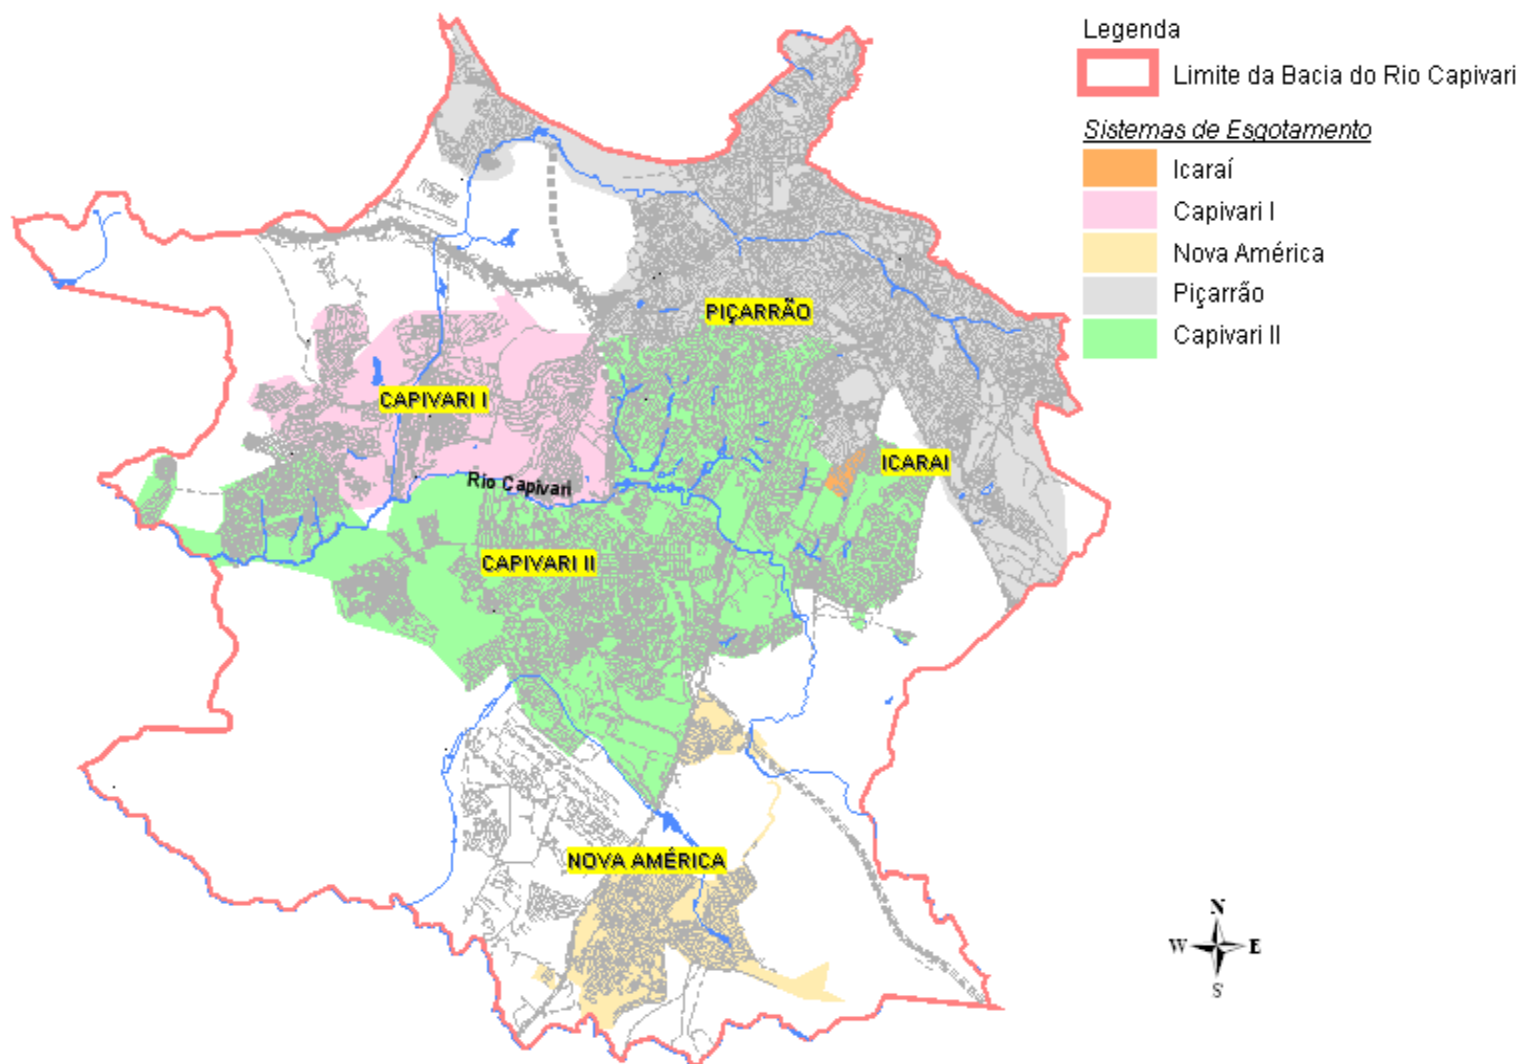 Legenda
Limite da Bacia do Rio Capivari
Sistemas de Esgotamento
Icaraí
Capivari I
Nova América
Piçarrão
Capivari II
PIÇARRÃO
CAPIVARI I
ICARAI
Rio Capivari
CAPIVARI II
NOVA AMÉRICA
N
W E
S